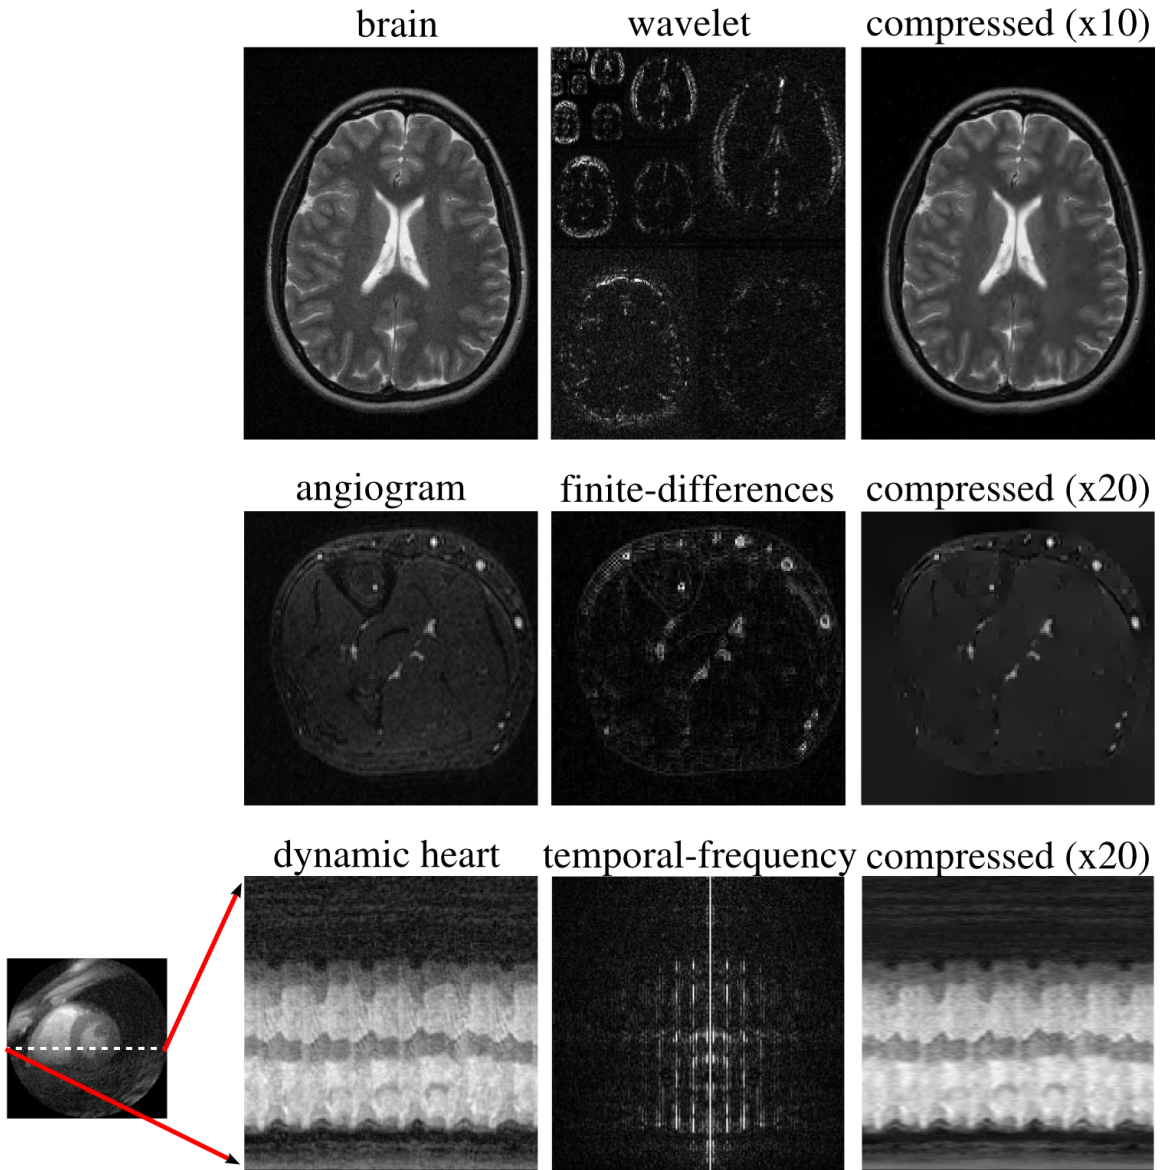 brain wavelet compressed (x10)
angiogram finite-differences compressed (x20)
dynamic heart temporal-frequency compressed (x20)